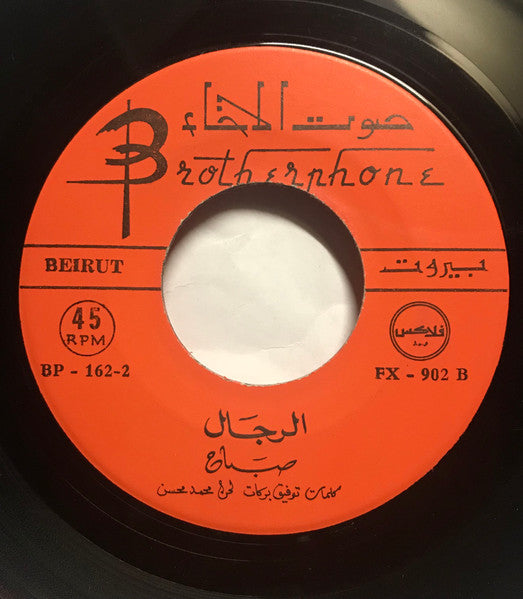 صوت الاخاء
Brotherphone
BEIRUT
بيروت
45
RPM
فلاكس
BP - 162-2
FX - 902 B
الرجال
صباح
كلمات توفيق بركات لحن محمد محسن